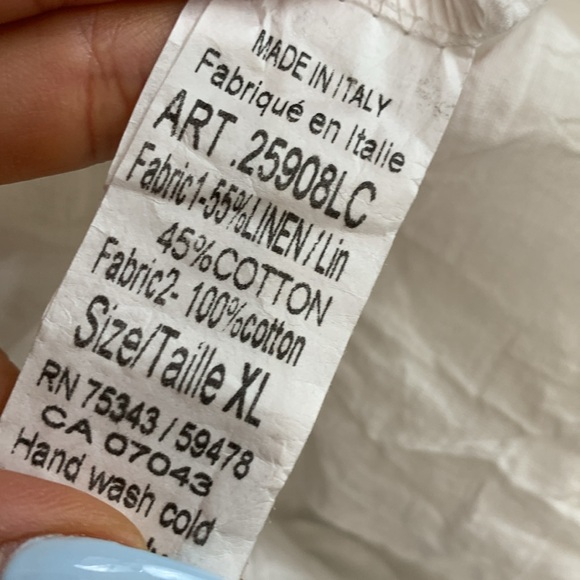 MADE IN ITALY
Fabriqué en Italie
ART .25908LC
Fabric1-55%LINEN/Lin
45%COTTON
Fabric2- 100%cotton
Size/Taille XL
RN 75343 / 59478
CA 07043
Hand wash cold